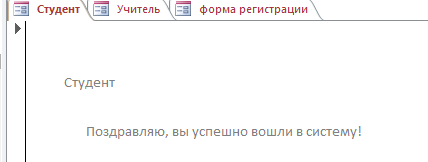 Студент Учитель форма регистрации
Студент
Поздравляю, вы успешно вошли в систему!